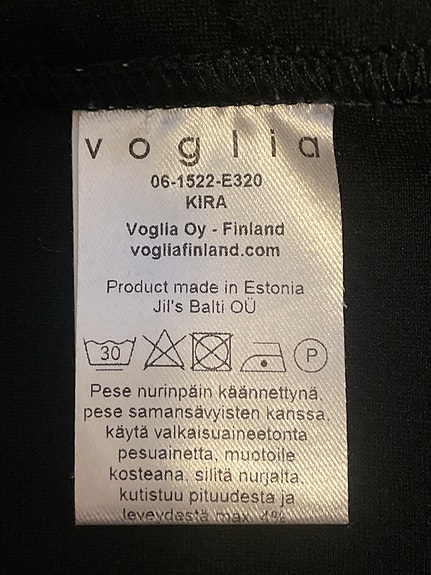 voglia
06-1522-E320
KIRA
Voglia Oy - Finland
vogliafinland.com
Product made in Estonia
Jil's Balti OÜ
30 P
Pese nurinpäin käännettynä,
pese samansävyisten kanssa,
käytä valkaisuaineetonta
pesuainetta, muotoile
kosteana, silitä nurjalta,
kutistuu pituudesta ja
leveydestä max. 4%